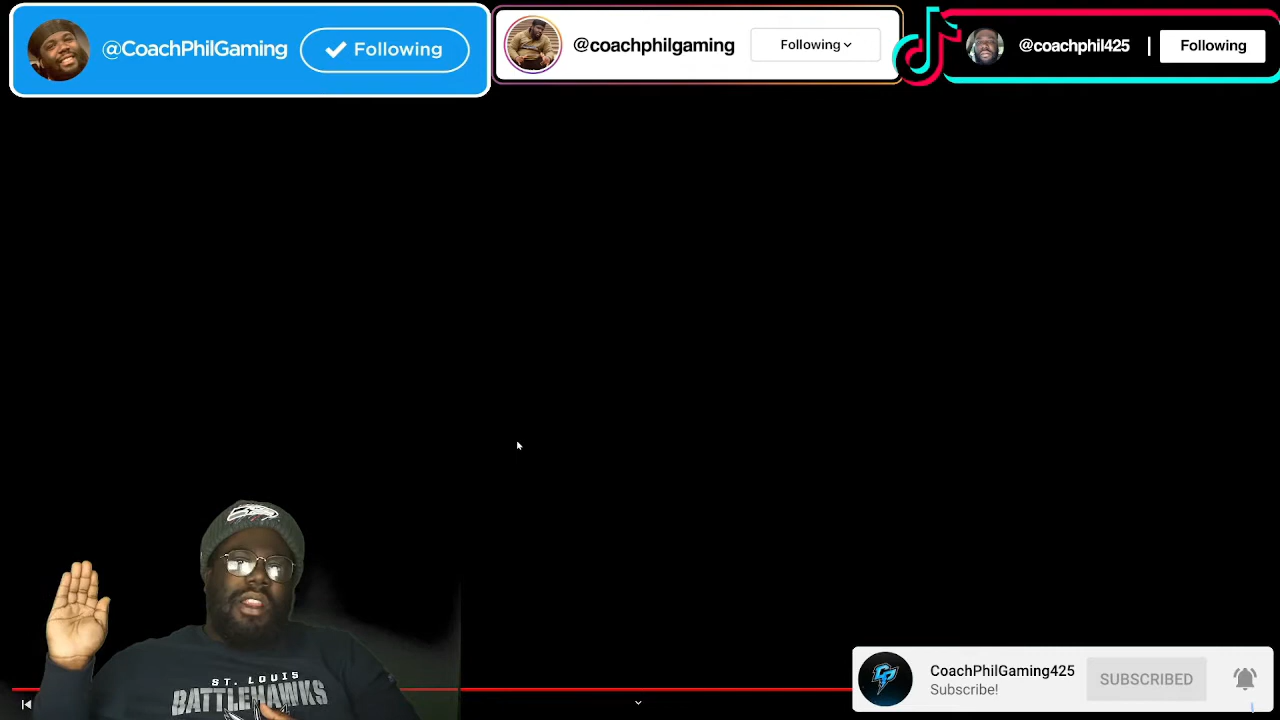 @CoachPhilGaming Following
@coachphilgaming Following
@coachphil425 Following
ST. LOUIS
BATTLEHAWKS
CoachPhilGaming425
Subscribe!
SUBSCRIBED